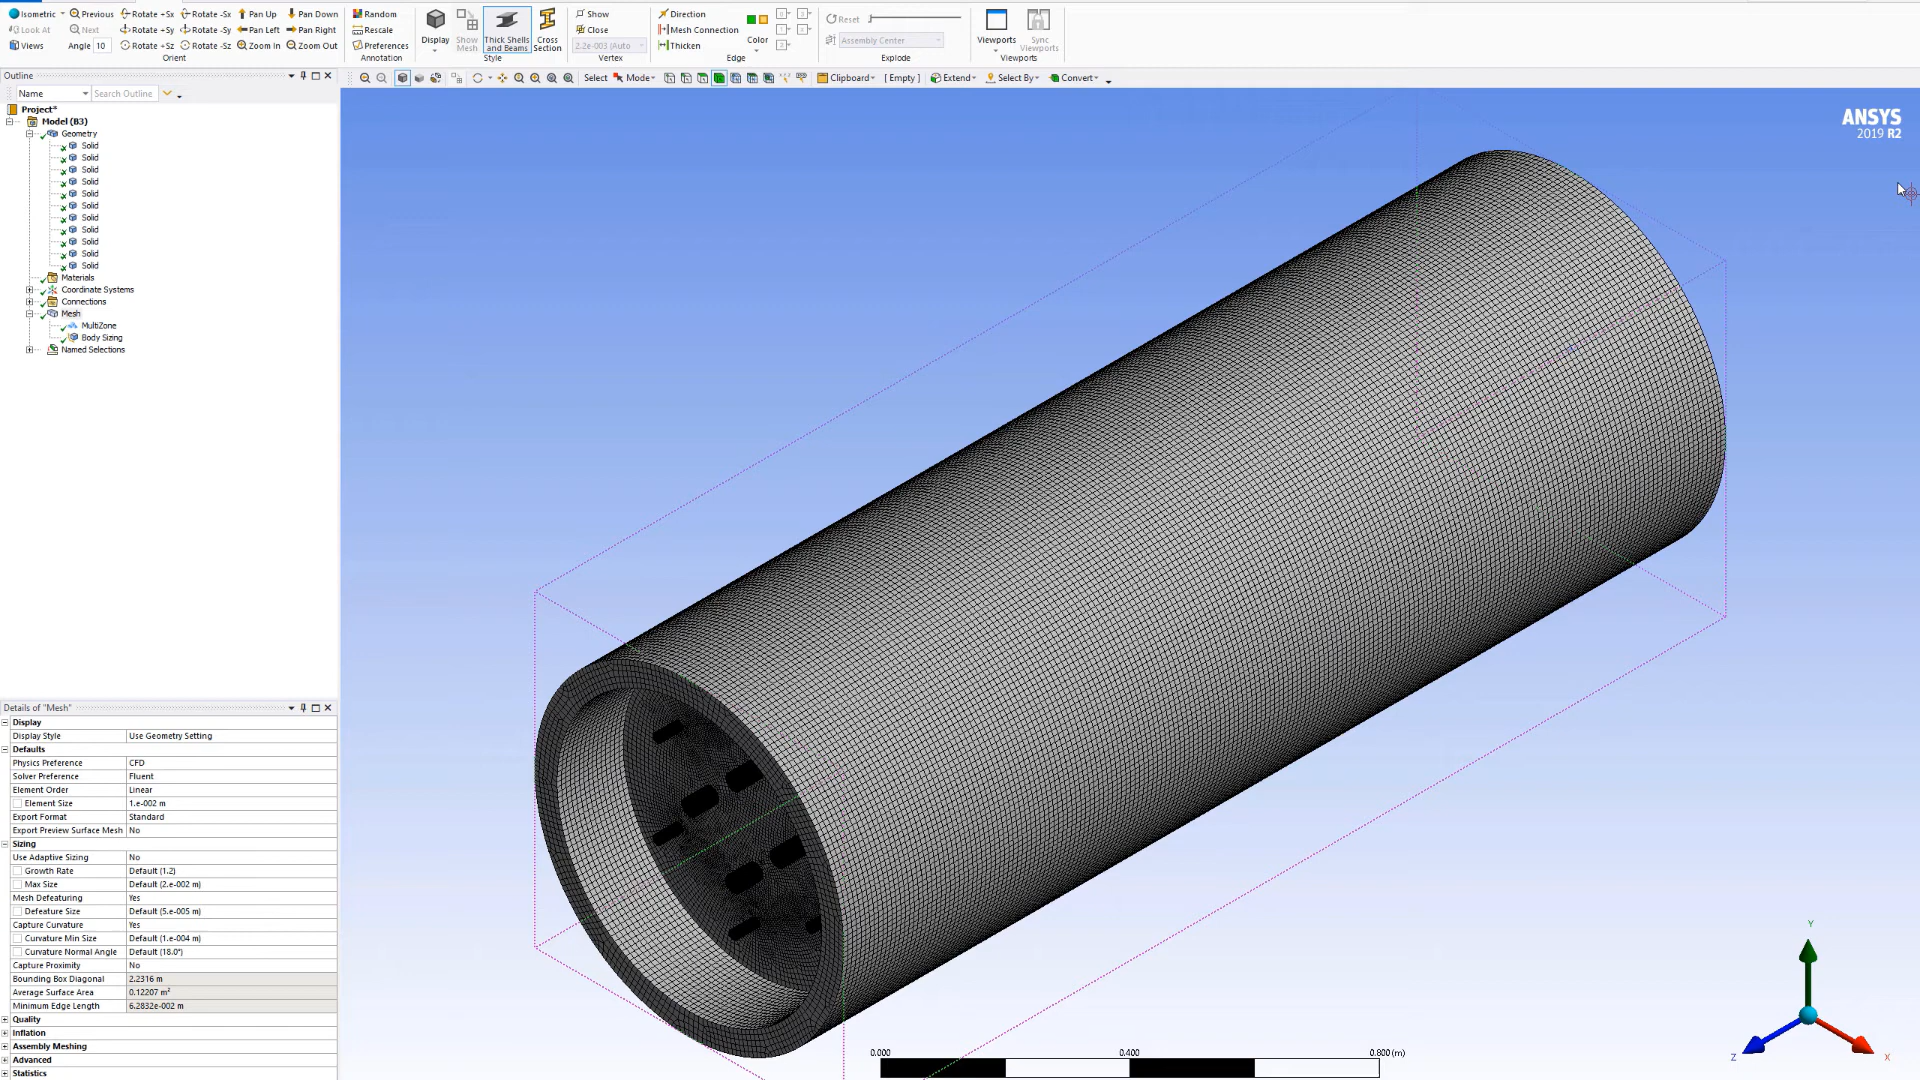 Isometric Previous Rotate +Sx Rotate -Sx Pan Up Pan Down Random Show Direction Reset
Look At Next Rotate +Sy Rotate -Sy Pan Left Pan Right Rescale Close Mesh Connection Assembly Center
Views Angle 10 Rotate +Sz Rotate -Sz Zoom In Zoom Out Preferences Display Show Mesh Thick Shells and Beams Cross Section 2.2e-003 (Auto Thicken Color Viewports Sync Viewports
Orient Annotation Style Vertex Edge Explode Viewports
Outline
Name Search Outline
Select Mode Clipboard [ Empty ] Extend Select By Convert
Project*
Model (B3)
Geometry
Solid
Solid
Solid
Solid
Solid
Solid
Solid
Solid
Solid
Solid
Solid
Materials
Coordinate Systems
Connections
Mesh
MultiZone
Body Sizing
Named Selections
ANSYS
2019 R2
Details of "Mesh"
Display
Display Style Use Geometry Setting
Defaults
Physics Preference CFD
Solver Preference Fluent
Element Order Linear
Element Size 1.e-002 m
Export Format Standard
Export Preview Surface Mesh No
Sizing
Use Adaptive Sizing No
Growth Rate Default (1.2)
Max Size Default (2.e-002 m)
Mesh Defeaturing Yes
Defeature Size Default (5.e-005 m)
Capture Curvature Yes
Curvature Min Size Default (1.e-004 m)
Curvature Normal Angle Default (18.0°)
Capture Proximity No
Bounding Box Diagonal 2.2316 m
Average Surface Area 0.12207 m²
Minimum Edge Length 6.2832e-002 m
Quality
Inflation
Assembly Meshing
Advanced
Statistics
0.000 0.400 0.800 (m)
Y
Z X